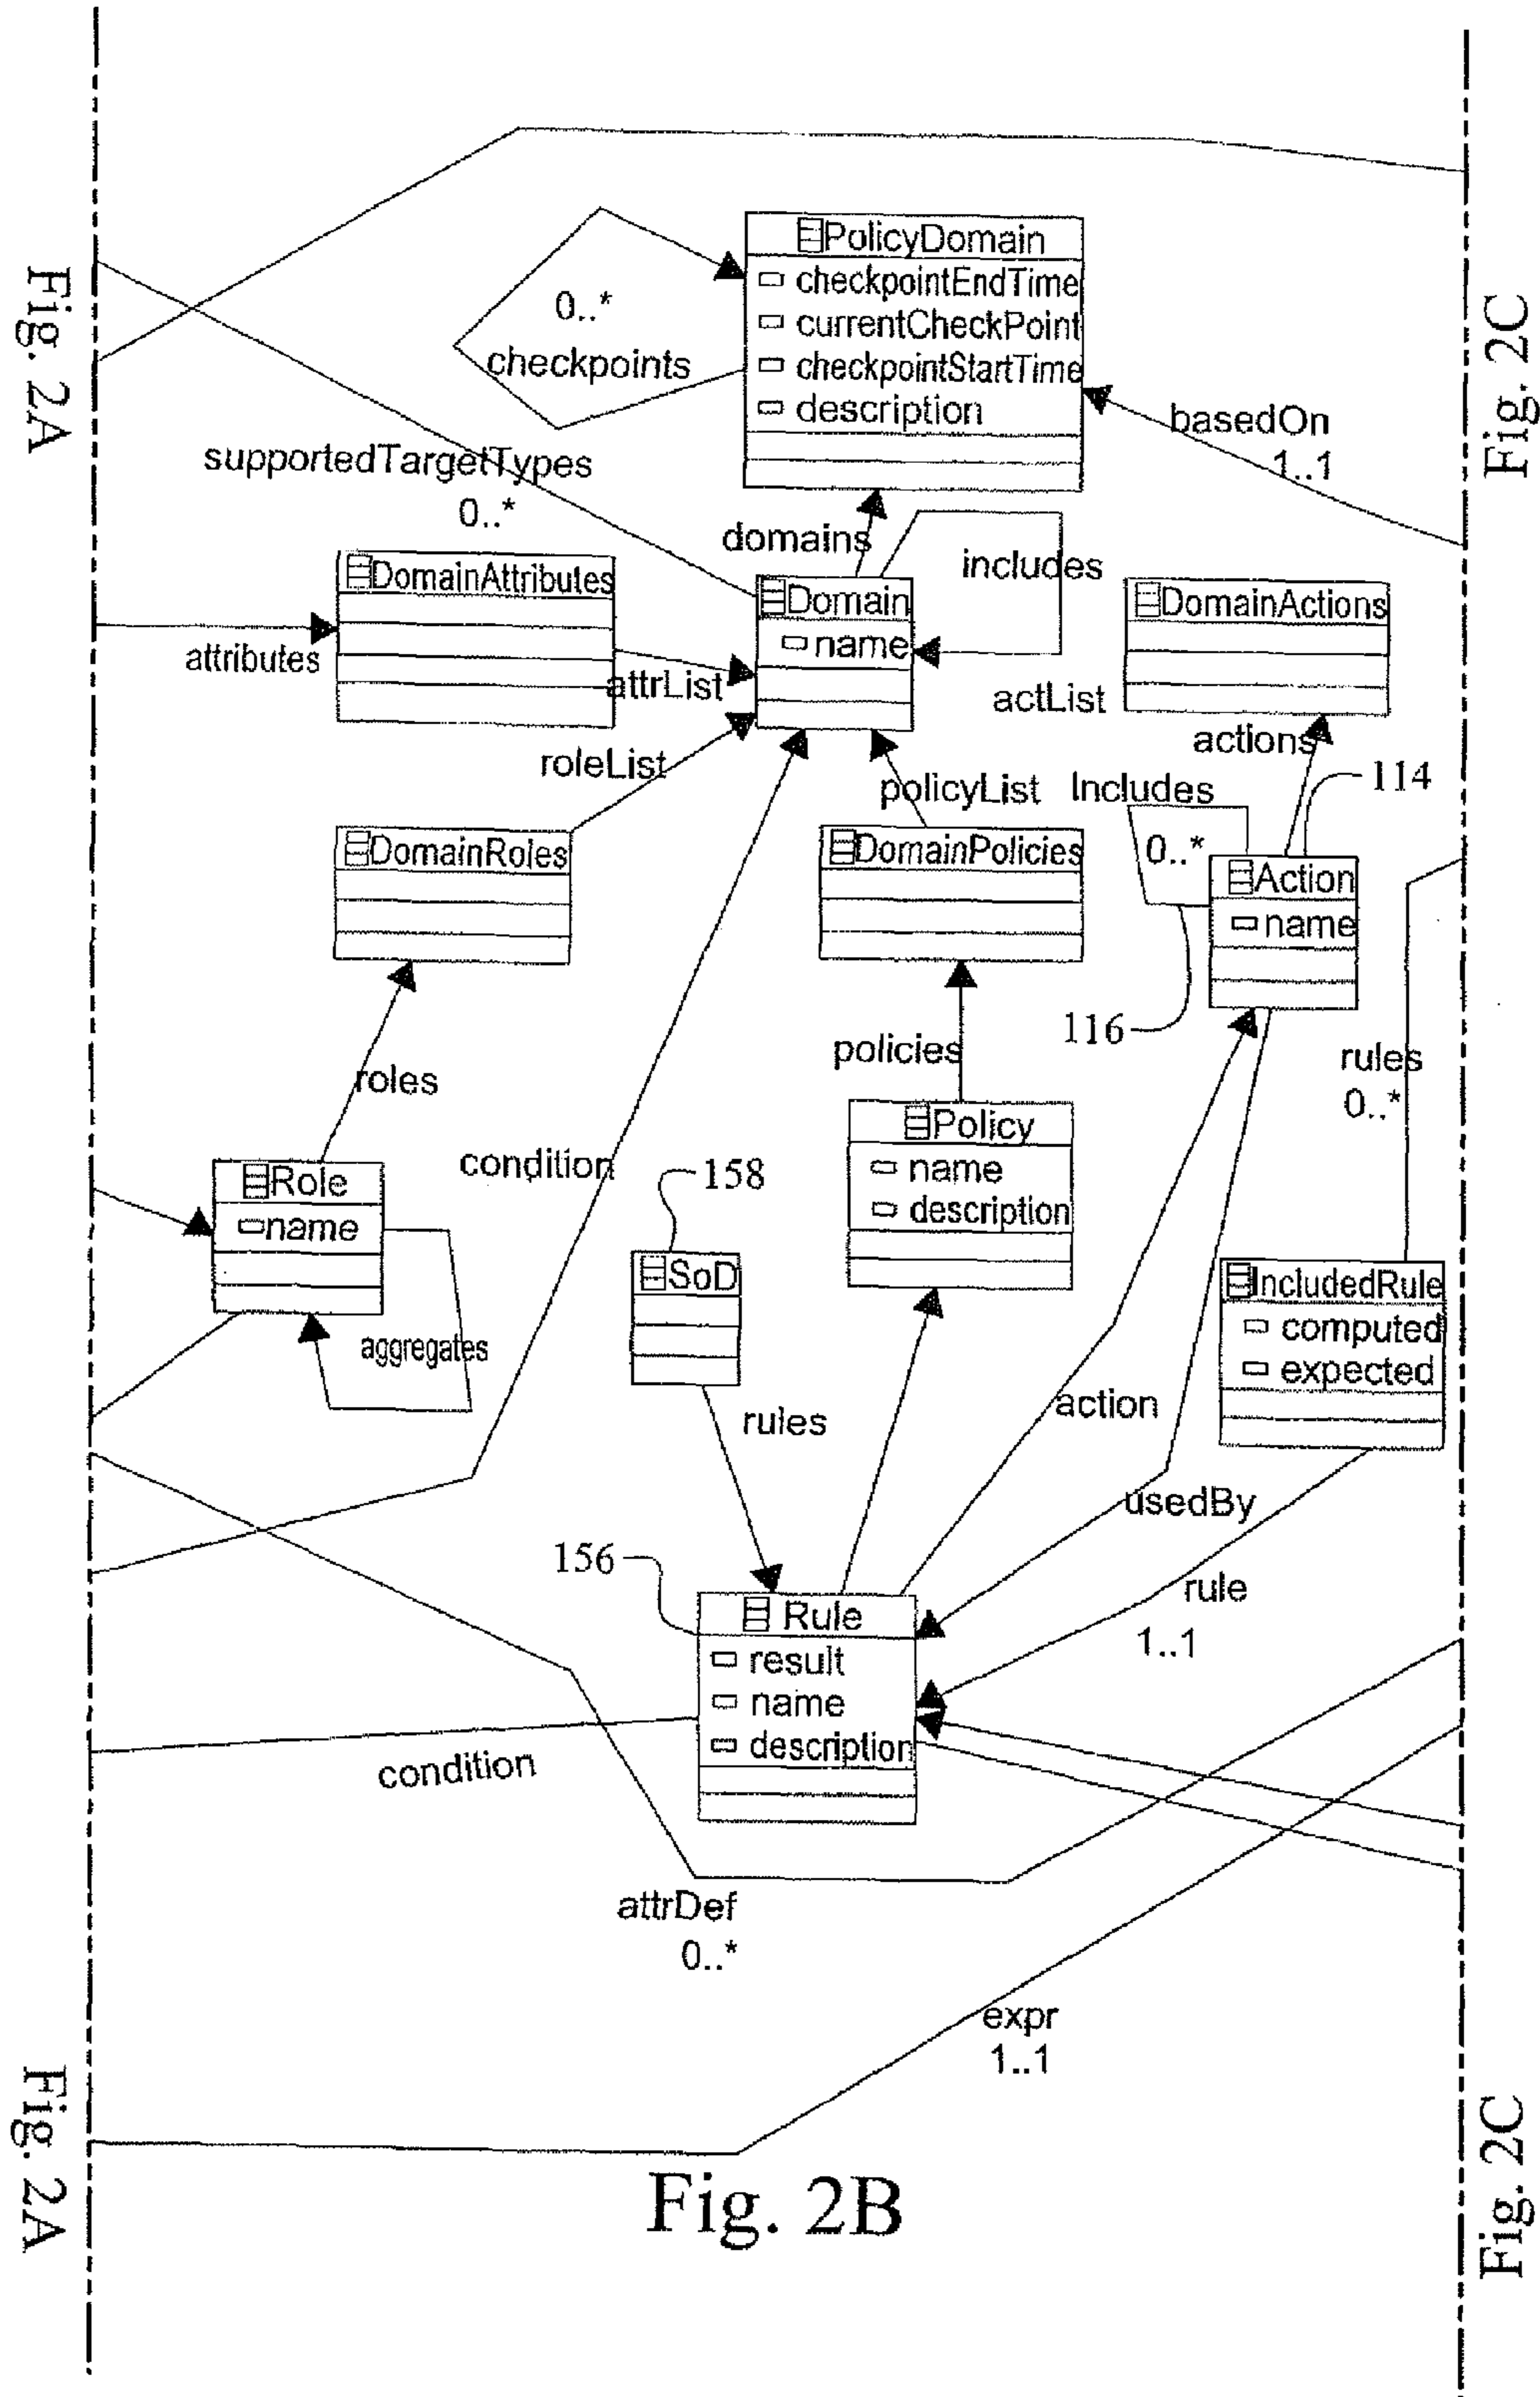 Fig. 2A
Fig. 2C
PolicyDomain
checkpointEndTime
currentCheckPoint
checkpointStartTime
description
0..*
checkpoints
basedOn
1..1
supportedTargetTypes
0..*
domains
includes
DomainAttributes
Domain
name
DomainActions
attributes
attrList
actList
actions
roleList
policyList
Includes
114
0..*
DomainRoles
DomainPolicies
Action
name
116
policies
rules
0..*
roles
Policy
name
description
condition
158
Role
name
SoD
IncludedRule
computed
expected
aggregates
rules
action
usedBy
156
rule
1..1
Rule
result
name
description
condition
attrDef
0..*
expr
1..1
Fig. 2A
Fig. 2C
Fig. 2B